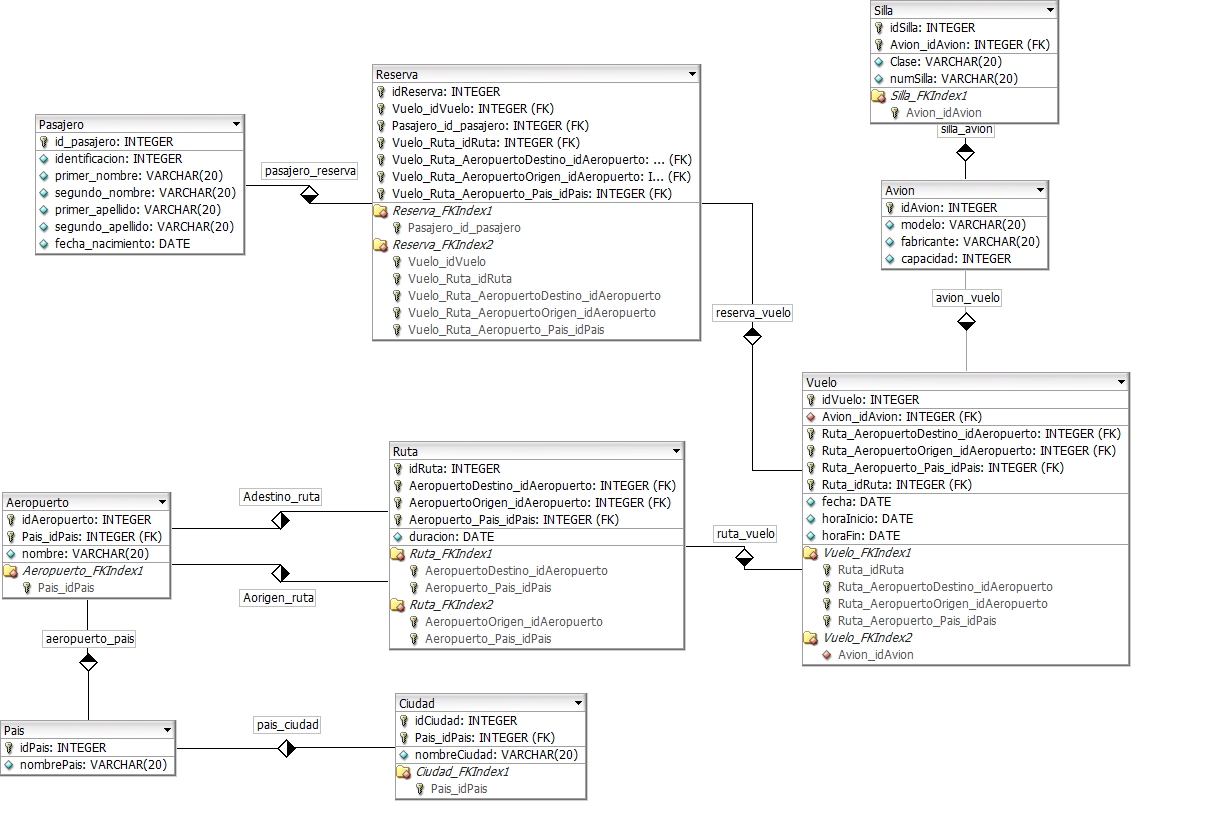 Silla
idSilla: INTEGER
Avion_idAvion: INTEGER (FK)
Clase: VARCHAR(20)
numSilla: VARCHAR(20)
Silla_FKIndex1
Avion_idAvion
silla_avion
Reserva
idReserva: INTEGER
Vuelo_idVuelo: INTEGER (FK)
Pasajero_id_pasajero: INTEGER (FK)
Vuelo_Ruta_idRuta: INTEGER (FK)
Vuelo_Ruta_AeropuertoDestino_idAeropuerto: ... (FK)
Vuelo_Ruta_AeropuertoOrigen_idAeropuerto: I... (FK)
Vuelo_Ruta_Aeropuerto_Pais_idPais: INTEGER (FK)
Reserva_FKIndex1
Pasajero_id_pasajero
Reserva_FKIndex2
Vuelo_idVuelo
Vuelo_Ruta_idRuta
Vuelo_Ruta_AeropuertoDestino_idAeropuerto
Vuelo_Ruta_AeropuertoOrigen_idAeropuerto
Vuelo_Ruta_Aeropuerto_Pais_idPais
Pasajero
id_pasajero: INTEGER
identificacion: INTEGER
primer_nombre: VARCHAR(20)
segundo_nombre: VARCHAR(20)
primer_apellido: VARCHAR(20)
segundo_apellido: VARCHAR(20)
fecha_nacimiento: DATE
pasajero_reserva
Avion
idAvion: INTEGER
modelo: VARCHAR(20)
fabricante: VARCHAR(20)
capacidad: INTEGER
avion_vuelo
reserva_vuelo
Vuelo
idVuelo: INTEGER
Avion_idAvion: INTEGER (FK)
Ruta_AeropuertoDestino_idAeropuerto: INTEGER (FK)
Ruta_AeropuertoOrigen_idAeropuerto: INTEGER (FK)
Ruta_Aeropuerto_Pais_idPais: INTEGER (FK)
Ruta_idRuta: INTEGER (FK)
fecha: DATE
horaInicio: DATE
horaFin: DATE
Vuelo_FKIndex1
Ruta_idRuta
Ruta_AeropuertoDestino_idAeropuerto
Ruta_AeropuertoOrigen_idAeropuerto
Ruta_Aeropuerto_Pais_idPais
Vuelo_FKIndex2
Avion_idAvion
Ruta
idRuta: INTEGER
AeropuertoDestino_idAeropuerto: INTEGER (FK)
AeropuertoOrigen_idAeropuerto: INTEGER (FK)
Aeropuerto_Pais_idPais: INTEGER (FK)
duracion: DATE
Ruta_FKIndex1
AeropuertoDestino_idAeropuerto
Aeropuerto_Pais_idPais
Ruta_FKIndex2
AeropuertoOrigen_idAeropuerto
Aeropuerto_Pais_idPais
ruta_vuelo
Aeropuerto
idAeropuerto: INTEGER
Pais_idPais: INTEGER (FK)
nombre: VARCHAR(20)
Aeropuerto_FKIndex1
Pais_idPais
Adestino_ruta
Aorigen_ruta
aeropuerto_pais
Pais
idPais: INTEGER
nombrePais: VARCHAR(20)
pais_ciudad
Ciudad
idCiudad: INTEGER
Pais_idPais: INTEGER (FK)
nombreCiudad: VARCHAR(20)
Ciudad_FKIndex1
Pais_idPais